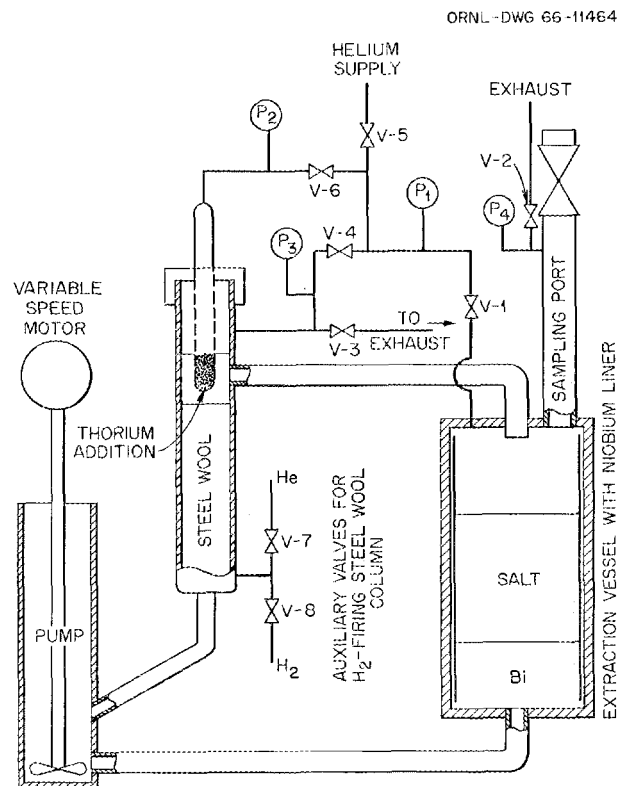 ORNL-DWG 66-11464
HELIUM
SUPPLY
EXHAUST
P2
V-5
V-2
V-6
P1
P4
V-4
P3
VARIABLE
SPEED
MOTOR
V-1
TO
EXHAUST
V-3
SAMPLING PORT
THORIUM
ADDITION
STEEL WOOL
He
V-7
V-8
H2
AUXILIARY VALVES FOR
H2-FIRING STEEL WOOL
COLUMN
PUMP
SALT
Bi
EXTRACTION VESSEL WITH NIOBIUM LINER